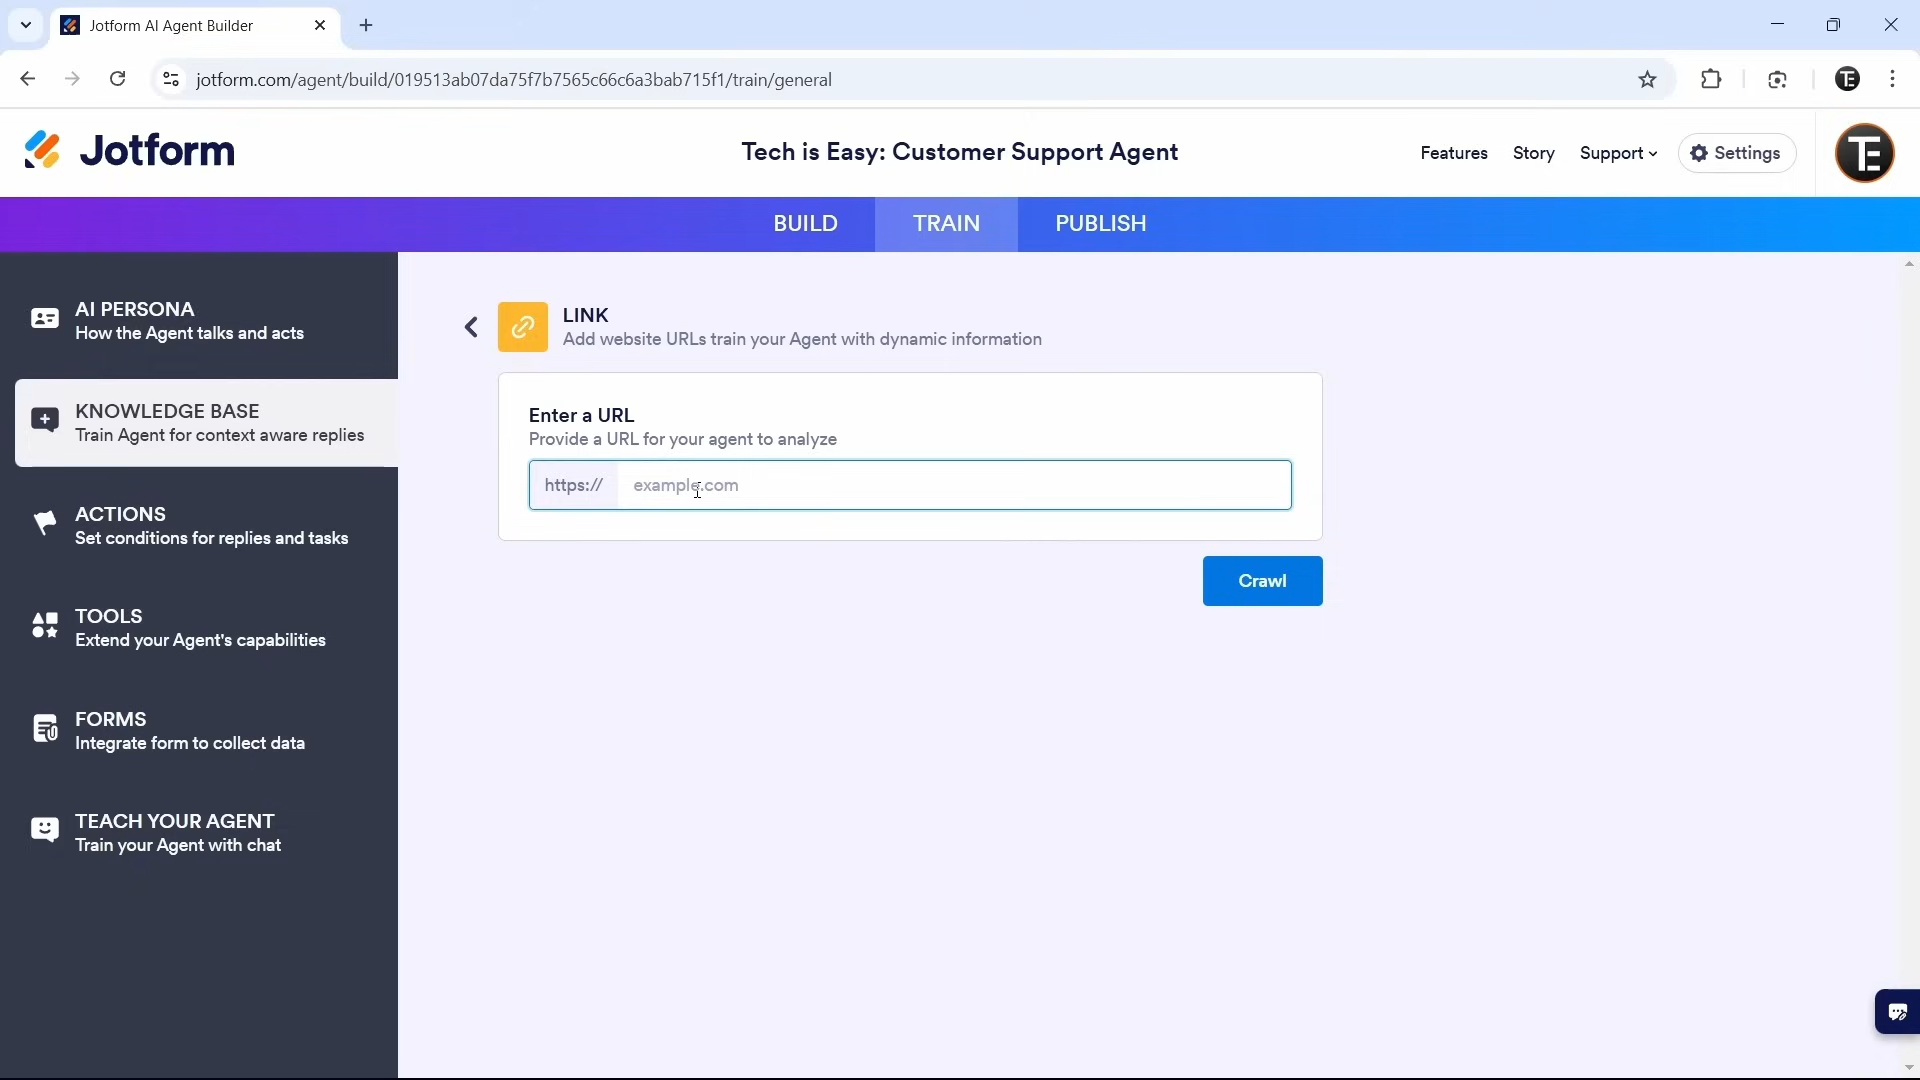 Jotform AI Agent Builder
jotform.com/agent/build/019513ab07da75f7b7565c66c6a3bab715f1/train/general
Jotform
Tech is Easy: Customer Support Agent
Features
Story
Support
Settings
TE
BUILD
TRAIN
PUBLISH
AI PERSONA
How the Agent talks and acts
KNOWLEDGE BASE
Train Agent for context aware replies
ACTIONS
Set conditions for replies and tasks
TOOLS
Extend your Agent's capabilities
FORMS
Integrate form to collect data
TEACH YOUR AGENT
Train your Agent with chat
LINK
Add website URLs train your Agent with dynamic information
Enter a URL
Provide a URL for your agent to analyze
https://
example.com
Crawl